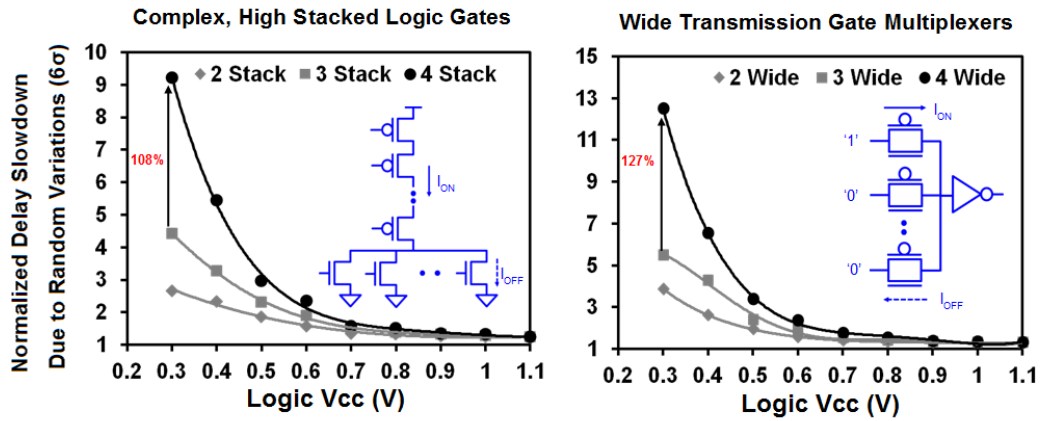 Complex, High Stacked Logic Gates
Normalized Delay Slowdown
Due to Random Variations (6σ)
10
9
8
7
6
5
4
3
2
1
2 Stack
3 Stack
4 Stack
108%
I_ON
I_OFF
0.2 0.3 0.4 0.5 0.6 0.7 0.8 0.9 1 1.1
Logic Vcc (V)
Wide Transmission Gate Multiplexers
15
13
11
9
7
5
3
1
2 Wide
3 Wide
4 Wide
127%
I_ON
'1'
'0'
'0'
I_OFF
0.2 0.3 0.4 0.5 0.6 0.7 0.8 0.9 1 1.1
Logic Vcc (V)